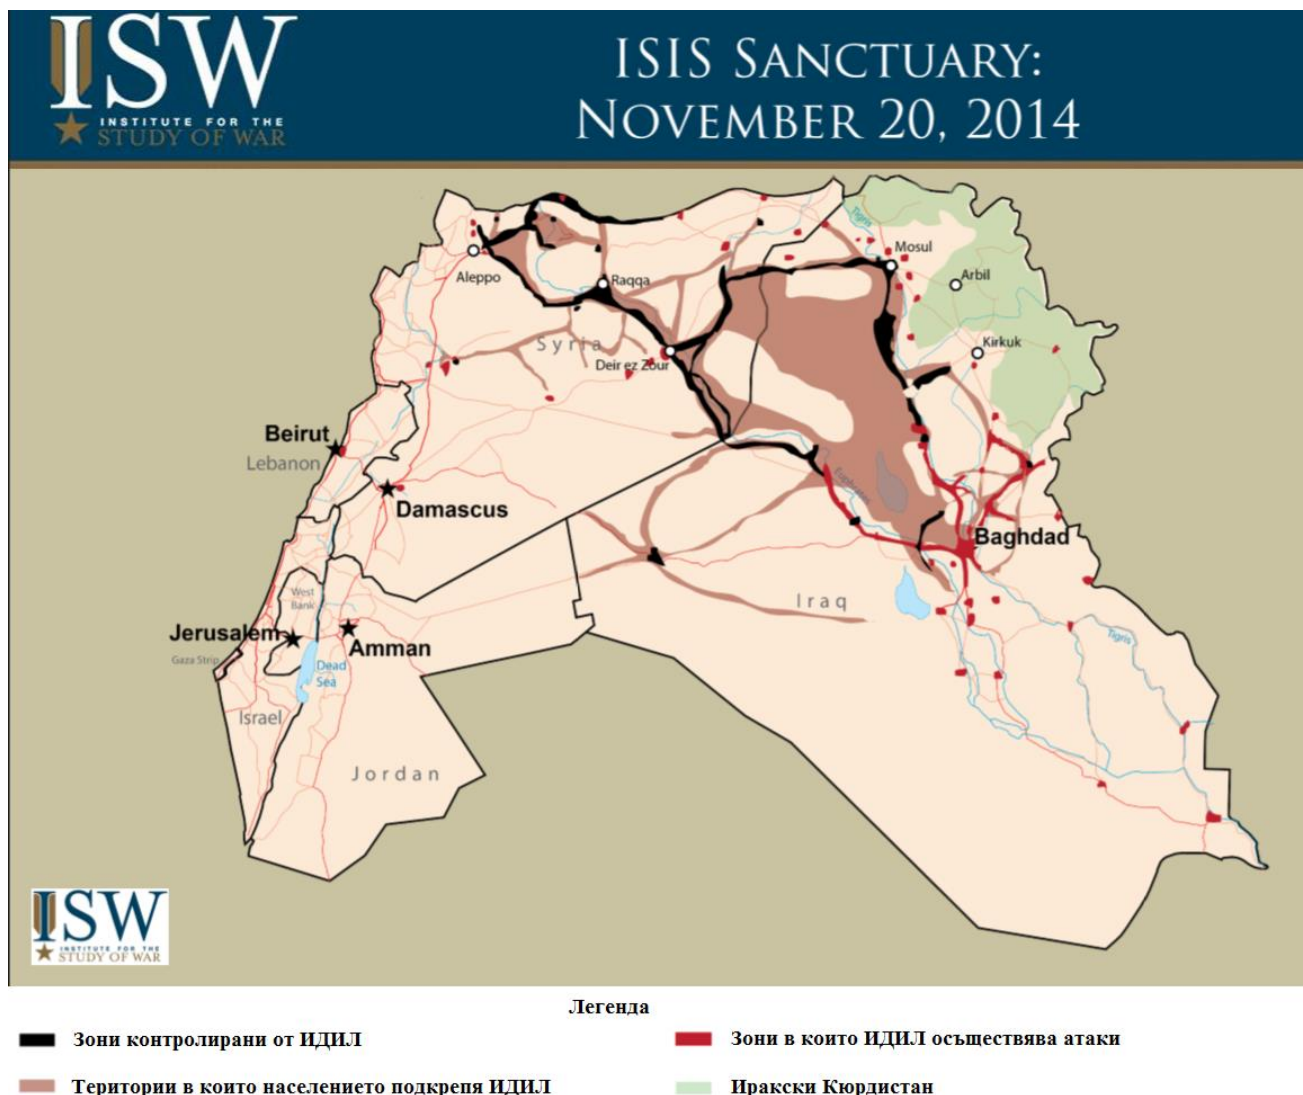 ISW
INSTITUTE FOR THE
STUDY OF WAR
ISIS SANCTUARY:
NOVEMBER 20, 2014
Tigris
Mosul
Aleppo
Raqqa
Arbil
Syria
Kirkuk
Deir ez Zour
Beirut
Lebanon
Euphrates
Damascus
Baghdad
West
Bank
Iraq
Jerusalem
Amman
Tigris
Gaza Strip
Dead
Sea
Israel
Jordan
ISW
INSTITUTE FOR THE
STUDY OF WAR
Легенда
Зони контролирани от ИДИЛ
Зони в които ИДИЛ осъществява атаки
Територии в които населението подкрепя ИДИЛ
Иракски Кюрдистан